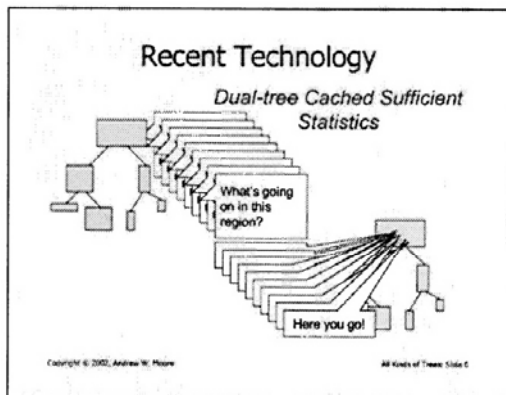 Recent Technology
Dual-tree Cached Sufficient
Statistics
What's going
on in this
region?
Here you go!
Copyright © 2002, Andrew W. Moore
All Kinds of Trees: Slide 6